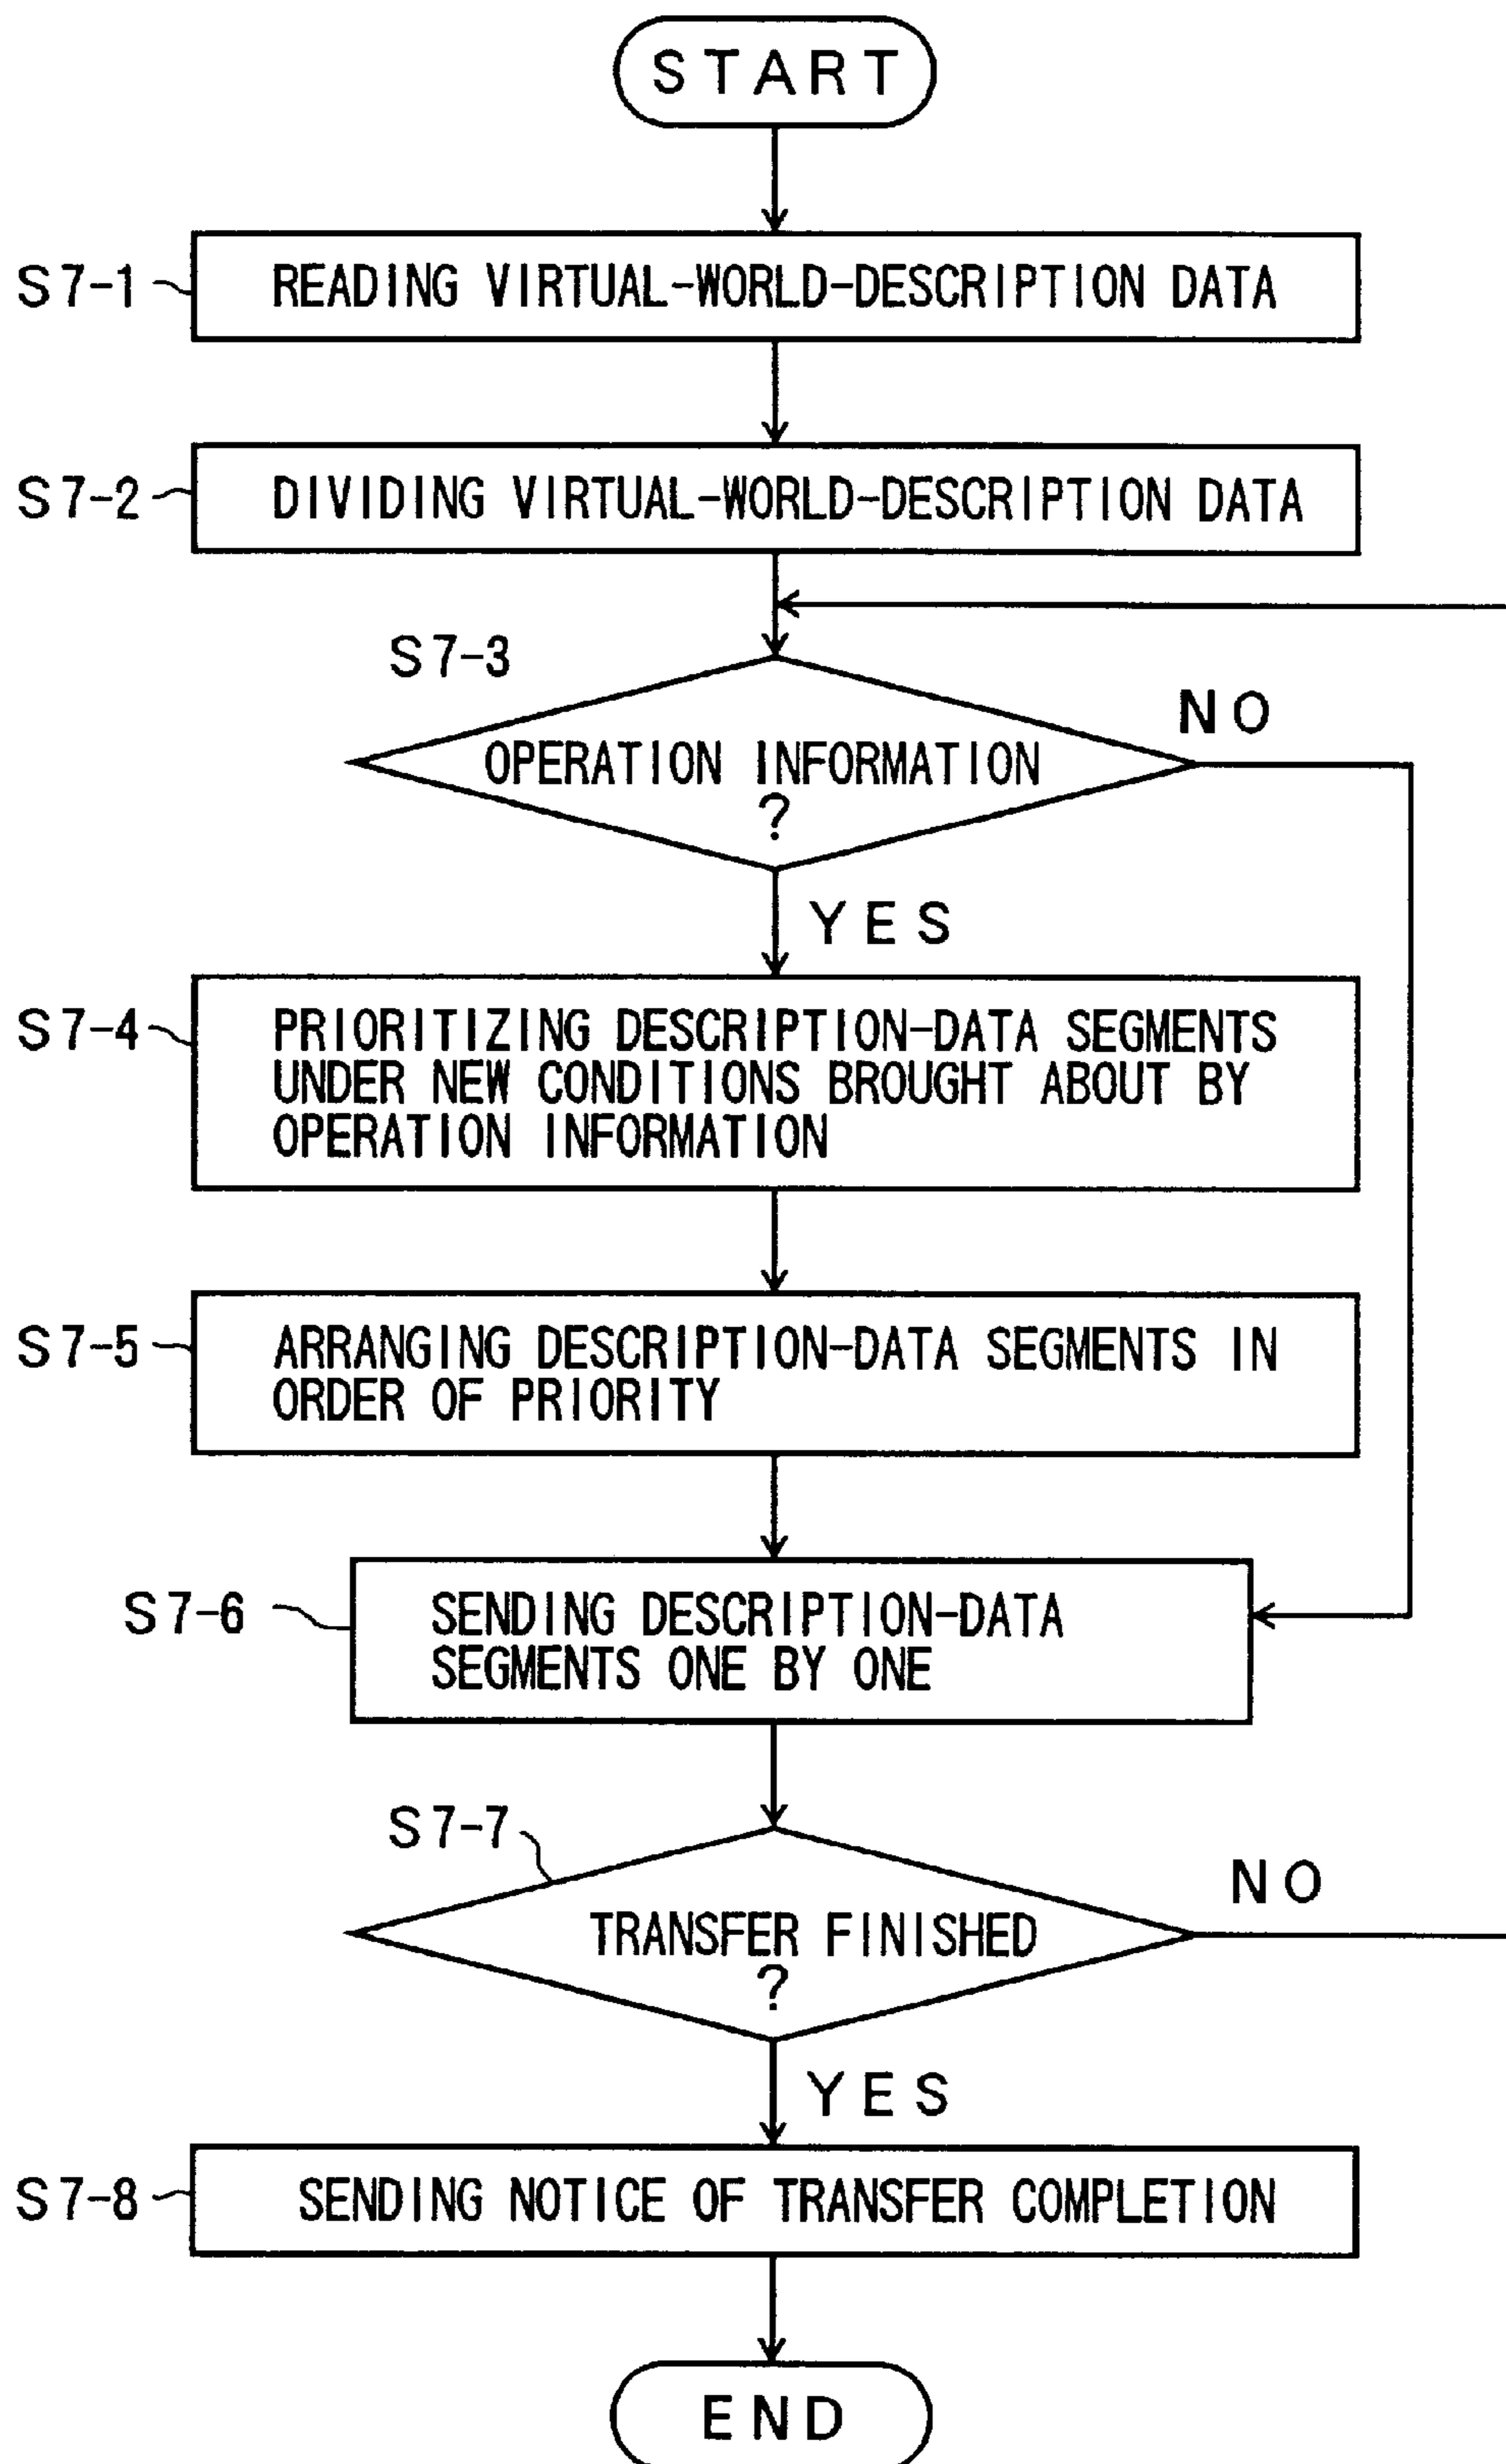 START
S7-1
READING VIRTUAL-WORLD-DESCRIPTION DATA
S7-2
DIVIDING VIRTUAL-WORLD-DESCRIPTION DATA
S7-3
NO
OPERATION INFORMATION
?
YES
S7-4
PRIORITIZING DESCRIPTION-DATA SEGMENTS
UNDER NEW CONDITIONS BROUGHT ABOUT BY
OPERATION INFORMATION
S7-5
ARRANGING DESCRIPTION-DATA SEGMENTS IN
ORDER OF PRIORITY
S7-6
SENDING DESCRIPTION-DATA
SEGMENTS ONE BY ONE
S7-7
NO
TRANSFER FINISHED
?
YES
S7-8
SENDING NOTICE OF TRANSFER COMPLETION
END